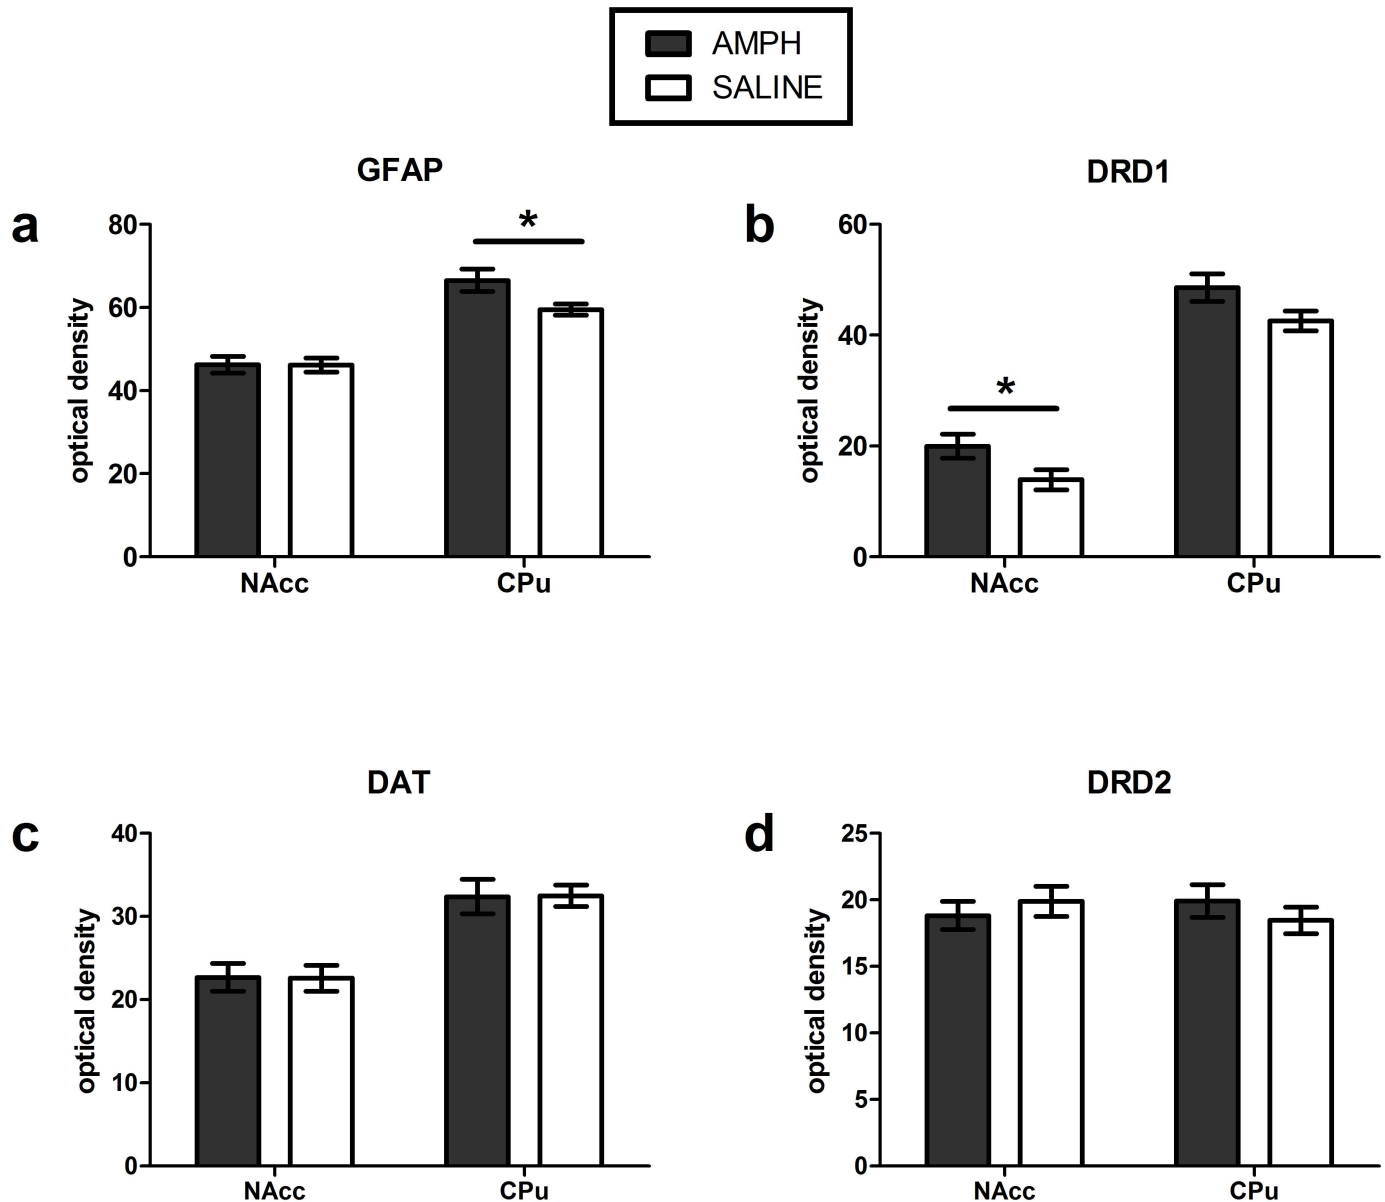 AMPH
SALINE
GFAP
a
80
60
40
20
0
optical density
*
NAcc
CPu
DRD1
b
60
40
20
0
optical density
*
NAcc
CPu
DAT
c
40
30
20
10
0
optical density
NAcc
CPu
DRD2
d
25
20
15
10
5
0
optical density
NAcc
CPu